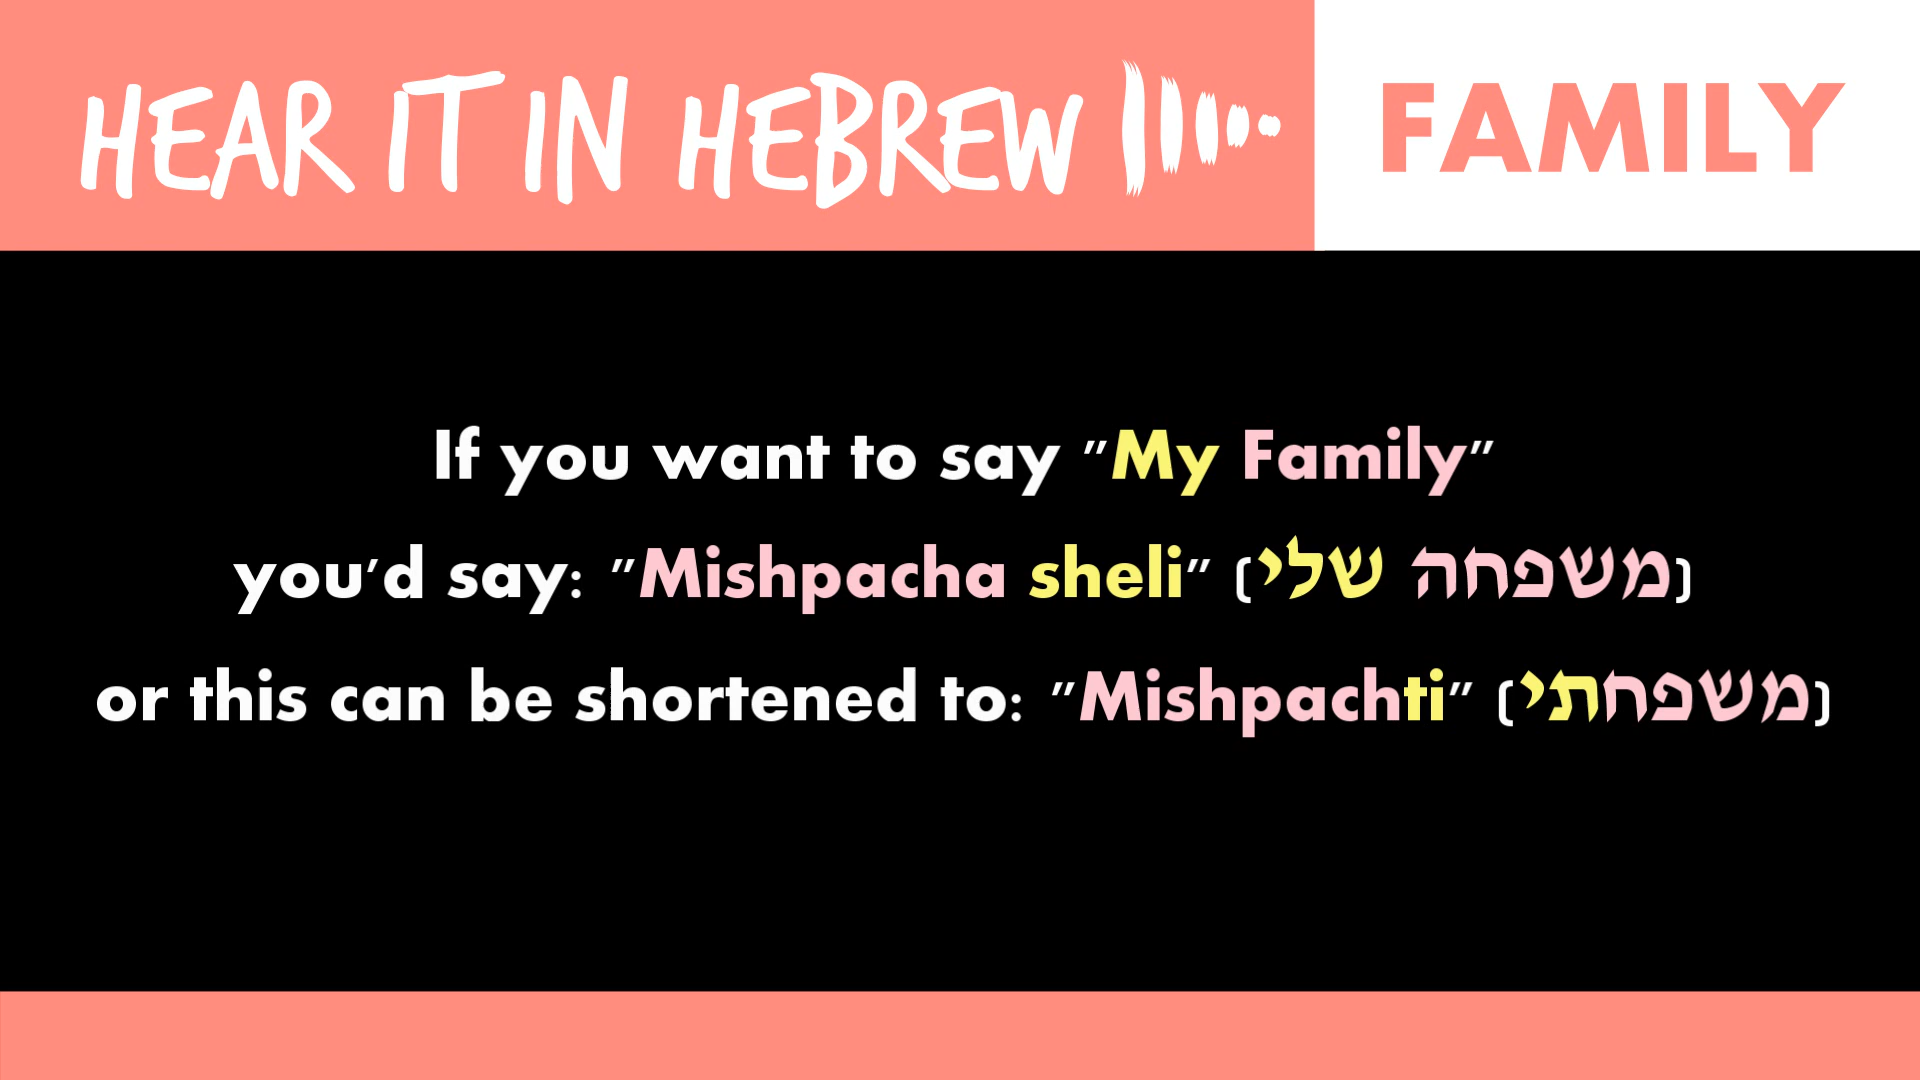 HEAR IT IN HEBREW
FAMILY
If you want to say "My Family"
you'd say: "Mishpacha sheli" (משפחה שלי)
or this can be shortened to: "Mishpachti" (משפחתי)